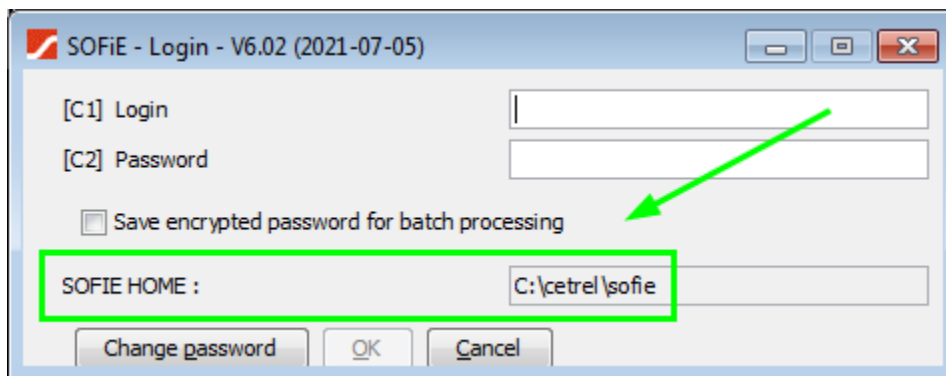 SOFiE - Login - V6.02 (2021-07-05)
[C1] Login
[C2] Password
Save encrypted password for batch processing
SOFIE HOME : C:\cetrel\sofie
Change password OK Cancel